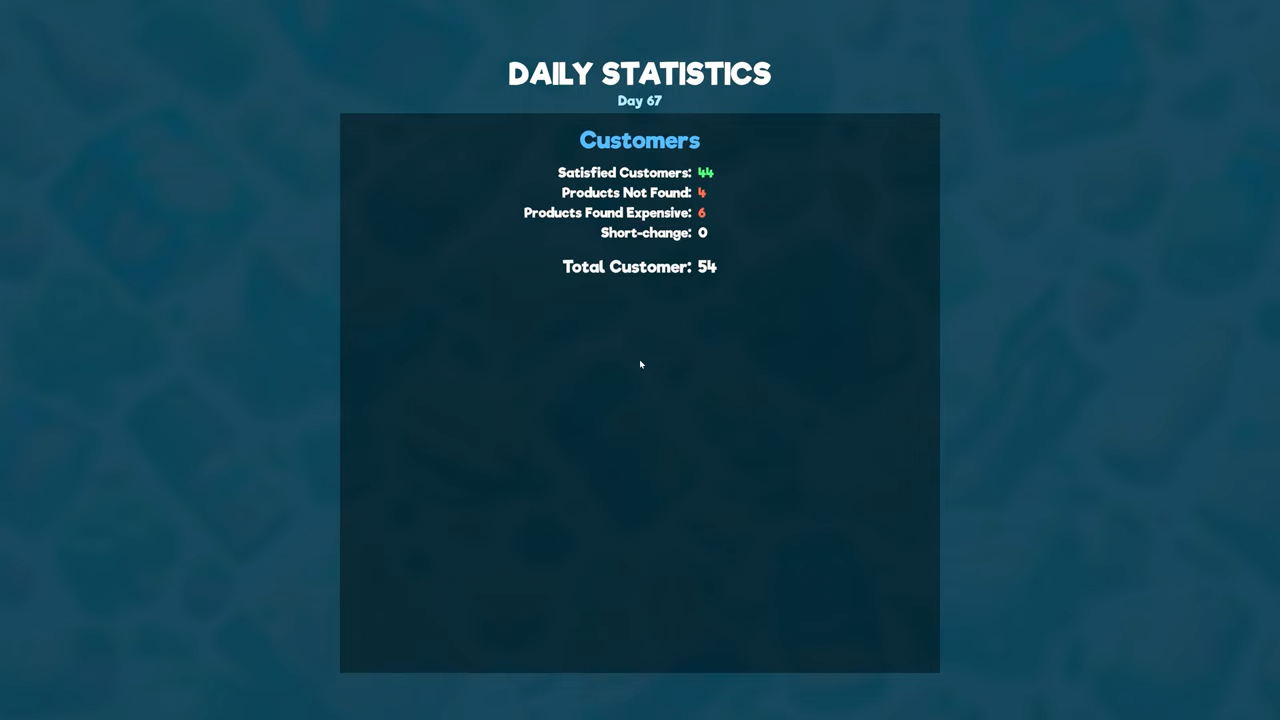 DAILY STATISTICS
Day 67
Customers
Satisfied Customers: 44
Products Not Found: 4
Products Found Expensive: 6
Short-change: 0
Total Customer: 54